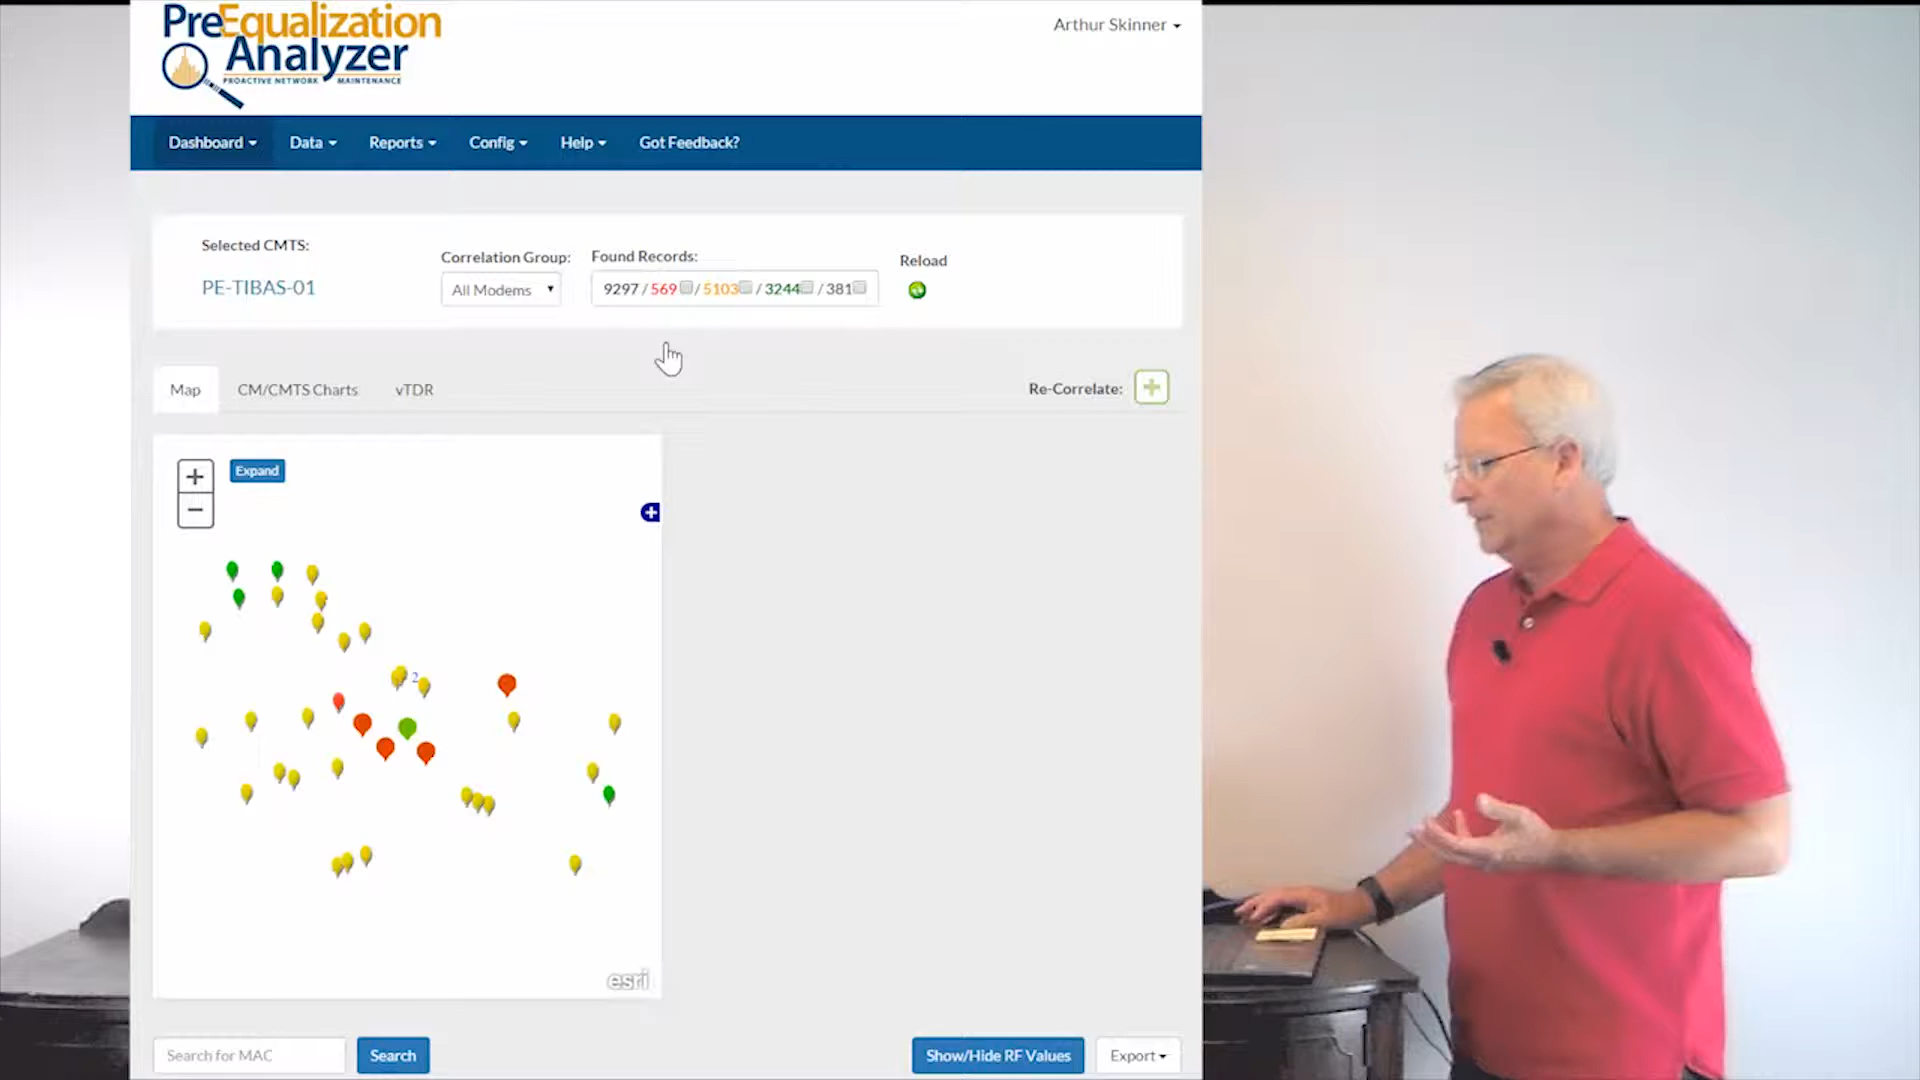 PreEqualization
Analyzer
PROACTIVE NETWORK MAINTENANCE
Arthur Skinner
Dashboard Data Reports Config Help Got Feedback?
Selected CMTS:
PE-TIBAS-01
Correlation Group:
All Modems
Found Records:
9297 / 569 / 5103 / 3244 / 381
Reload
Map CM/CMTS Charts vTDR
Re-Correlate:
+
−
Expand
+
2
esri
Search for MAC Search
Show/Hide RF Values Export